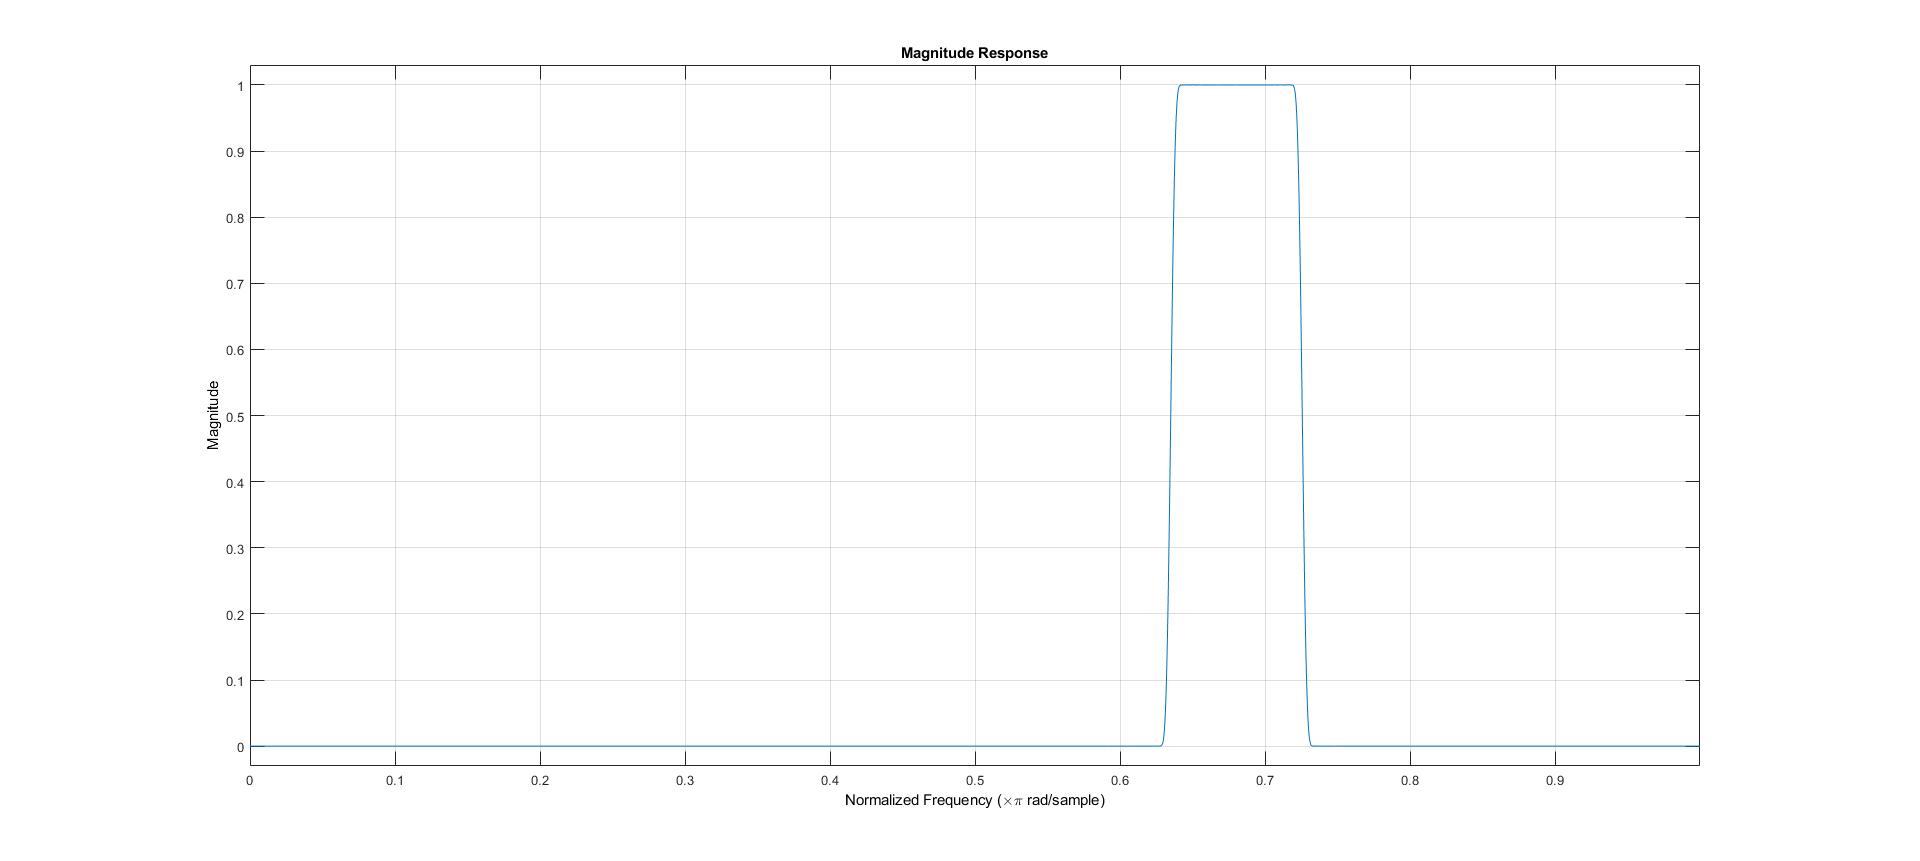 Magnitude Response
1
0.9
0.8
0.7
0.6
0.5
0.4
0.3
0.2
0.1
0
Magnitude
0 0.1 0.2 0.3 0.4 0.5 0.6 0.7 0.8 0.9
Normalized Frequency (×π rad/sample)